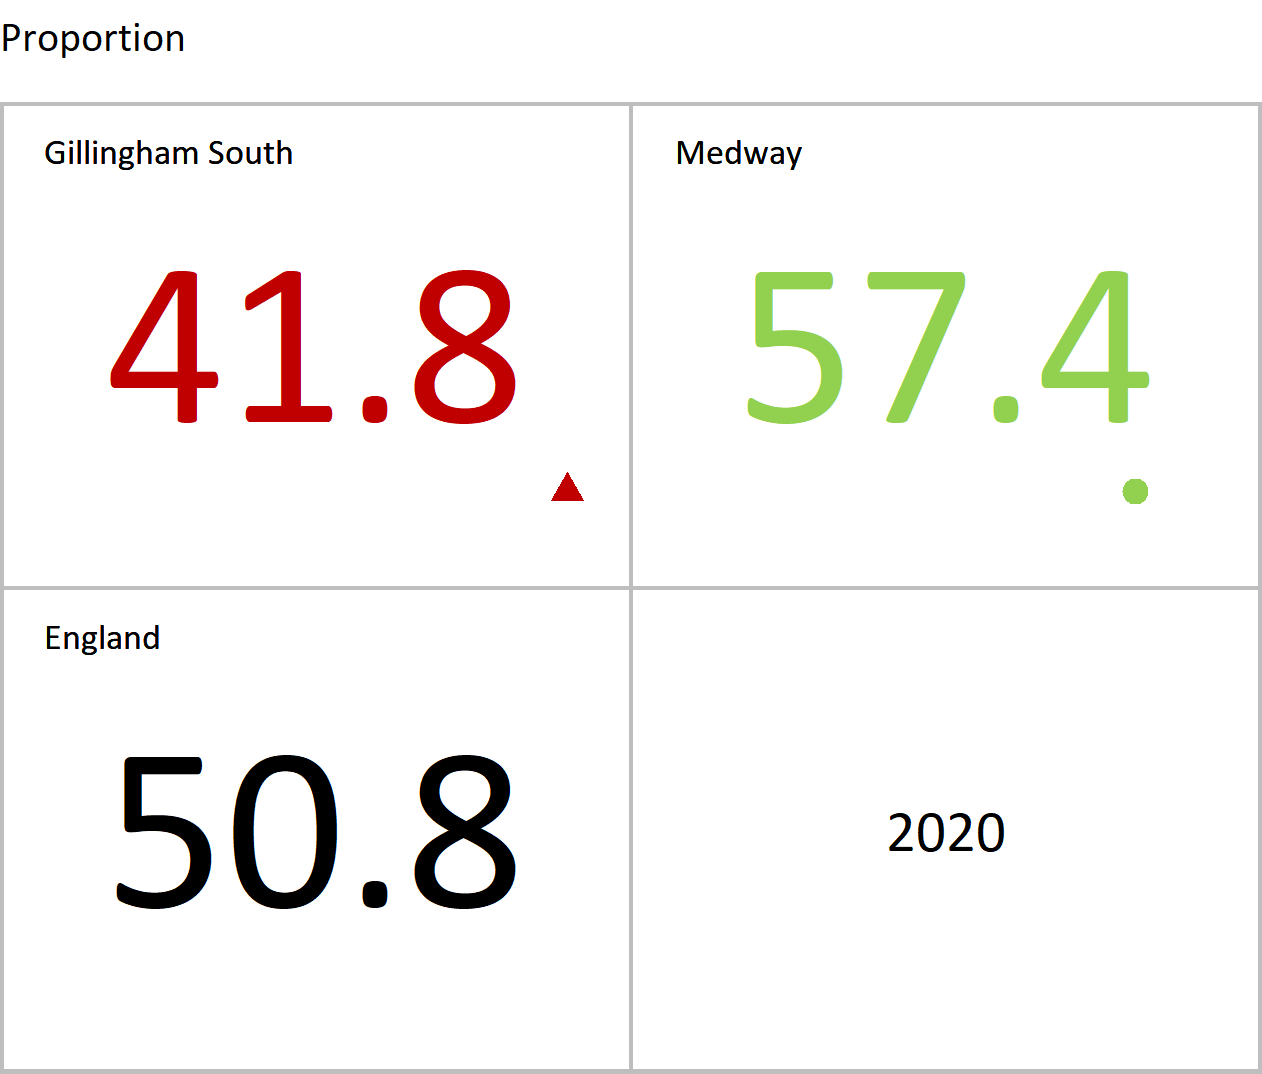 Proportion
Gillingham South
Medway
41.8
57.4
England
50.8
2020